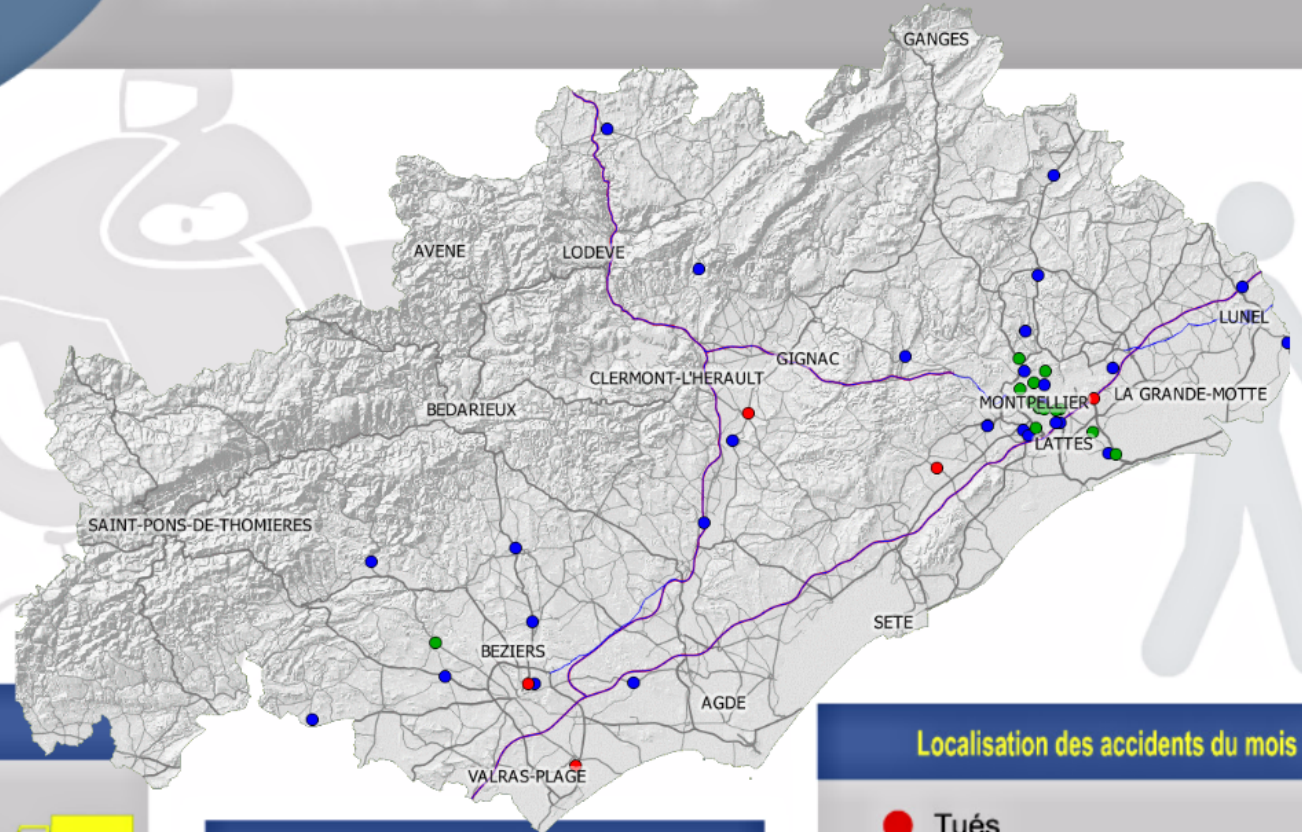 GANGES
AVENE
LODEVE
LUNEL
GIGNAC
CLERMONT-L'HERAULT
LA GRANDE-MOTTE
MONTPELLIER
BEDARIEUX
LATTES
SAINT-PONS-DE-THOMIERES
SETE
BEZIERS
AGDE
VALRAS-PLAGE
Localisation des accidents du mois
Tués